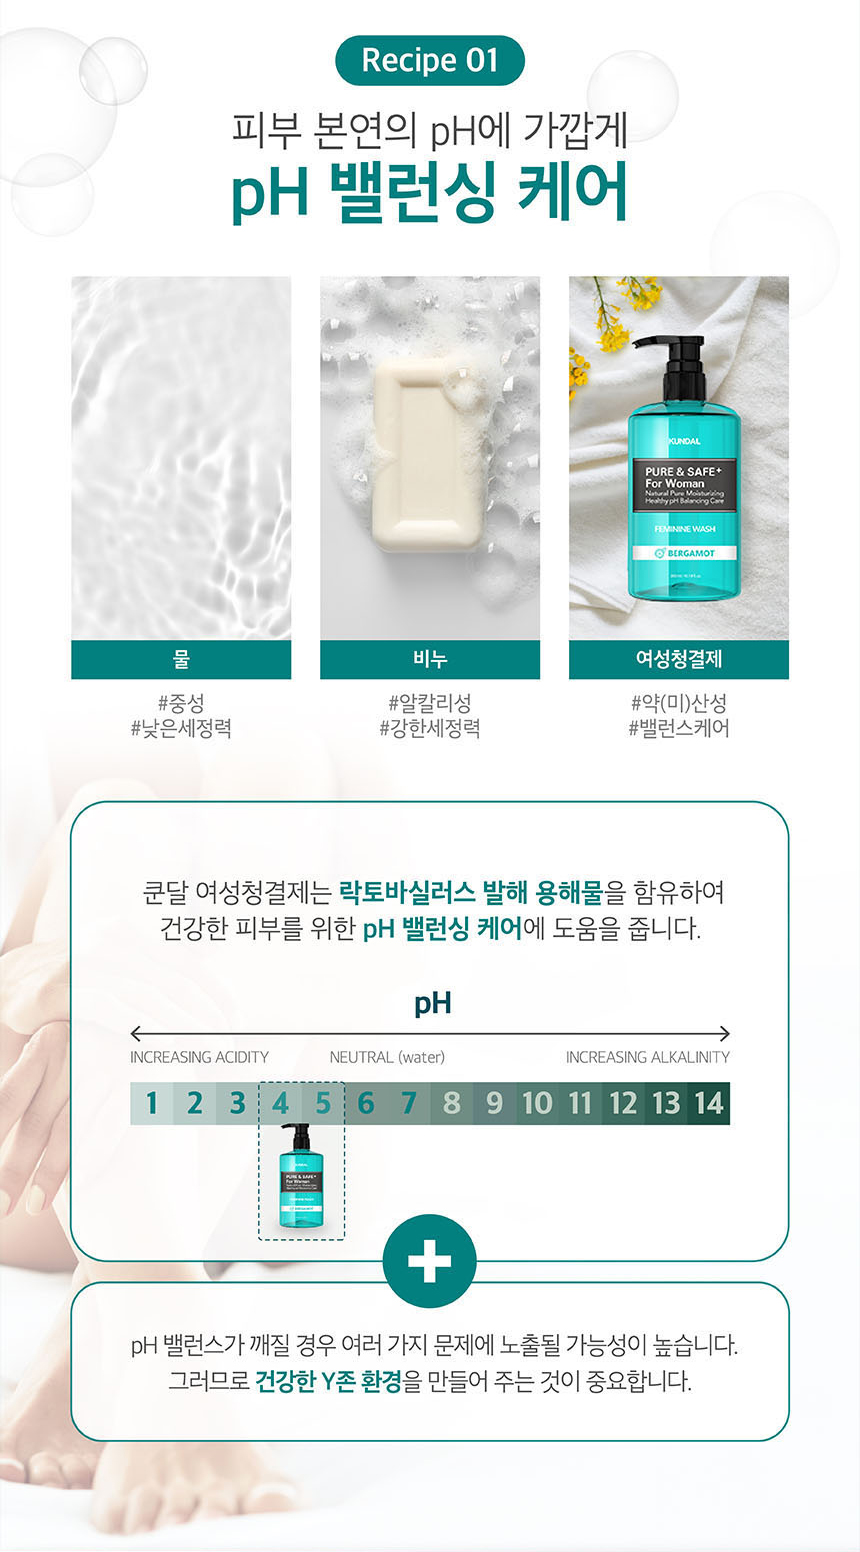 Recipe 01
피부 본연의 pH에 가깝게
pH 밸런싱 케어
KUNDAL
PURE & SAFE+
For Woman
Natural Pure Moisturizing
Healthy pH Balancing Care
FEMININE WASH
BERGAMOT
물
비누
여성청결제
#중성
#낮은세정력
#알칼리성
#강한세정력
#약(미)산성
#밸런스케어
쿤달 여성청결제는 락토바실러스 발해 용해물을 함유하여
건강한 피부를 위한 pH 밸런싱 케어에 도움을 줍니다.
pH
INCREASING ACIDITY NEUTRAL (water) INCREASING ALKALINITY
1 2 3 4 5 6 7 8 9 10 11 12 13 14
PURE & SAFE+
For Woman
pH 밸런스가 깨질 경우 여러 가지 문제에 노출될 가능성이 높습니다.
그러므로 건강한 Y존 환경을 만들어 주는 것이 중요합니다.